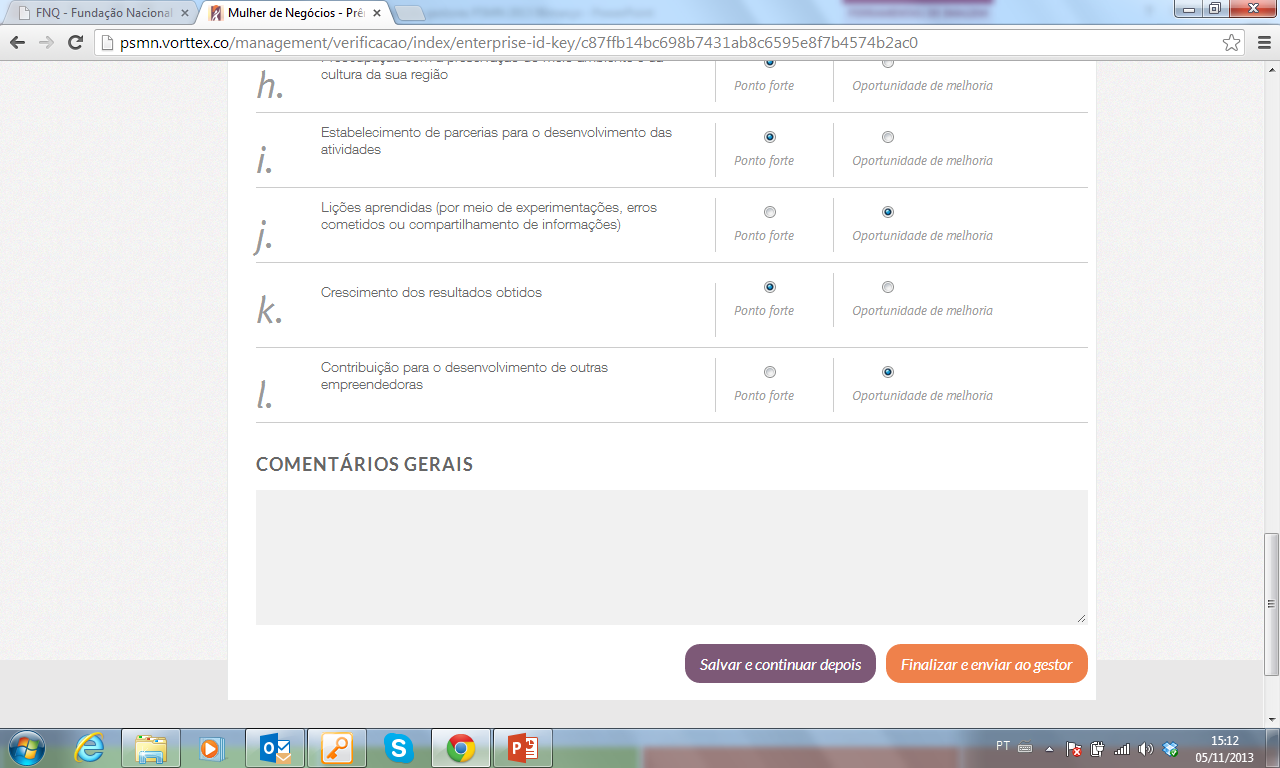 FNQ - Fundação Nacional
Mulher de Negócios - Prê
psmn.vorttex.co/management/verificacao/index/enterprise-id-key/c87ffb14bc698b7431ab8c6595e8f7b4574b2ac0
h.
cultura da sua região
Ponto forte
Oportunidade de melhoria
i.
Estabelecimento de parcerias para o desenvolvimento das
atividades
Ponto forte
Oportunidade de melhoria
j.
Lições aprendidas (por meio de experimentações, erros
cometidos ou compartilhamento de informações)
Ponto forte
Oportunidade de melhoria
k.
Crescimento dos resultados obtidos
Ponto forte
Oportunidade de melhoria
l.
Contribuição para o desenvolvimento de outras
empreendedoras
Ponto forte
Oportunidade de melhoria
COMENTÁRIOS GERAIS
Salvar e continuar depois
Finalizar e enviar ao gestor
PT
15:12
05/11/2013